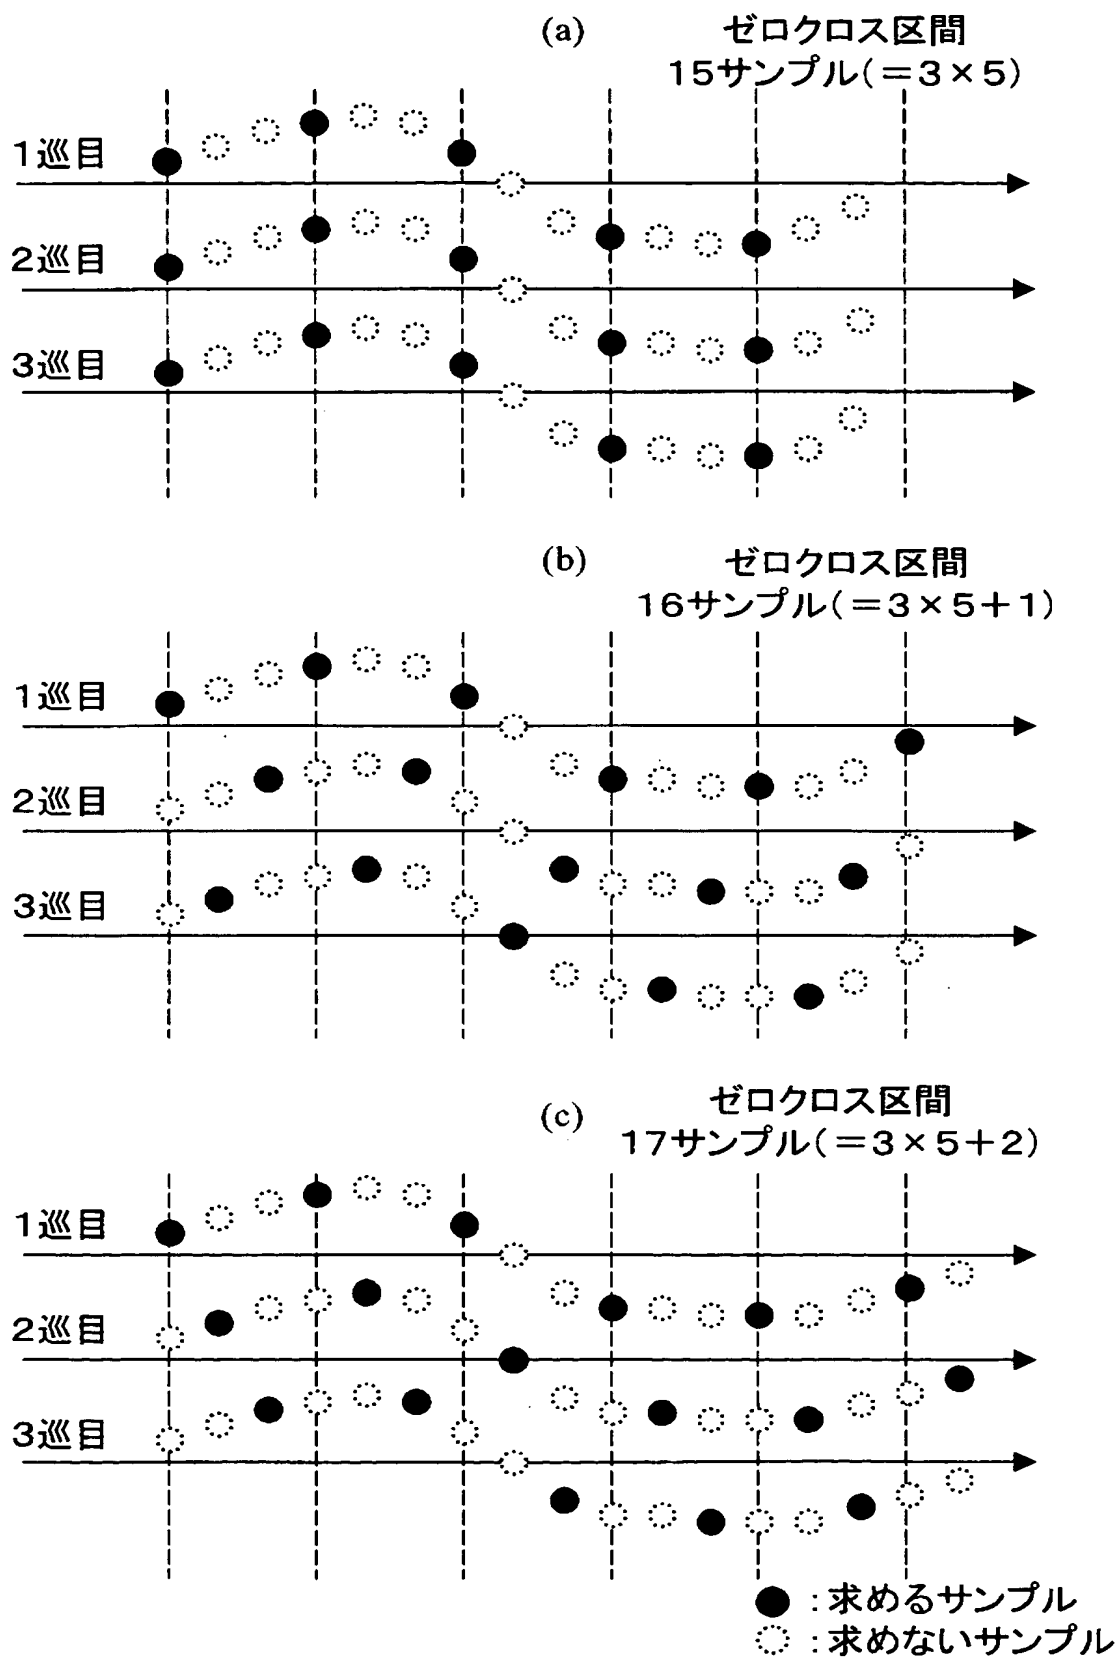 (a)
ゼロクロス区間
15サンプル(=3×5)
1巡目
2巡目
3巡目
(b)
ゼロクロス区間
16サンプル(=3×5+1)
1巡目
2巡目
3巡目
(c)
ゼロクロス区間
17サンプル(=3×5+2)
1巡目
2巡目
3巡目
:求めるサンプル
:求めないサンプル